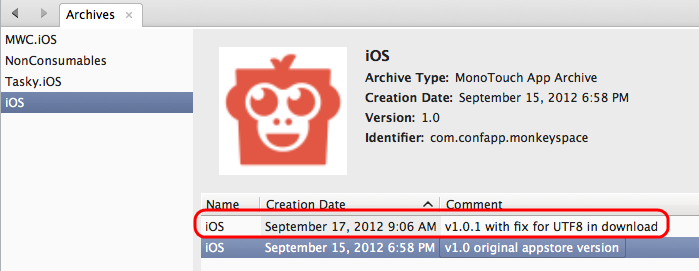 Archives ×
MWC.iOS
NonConsumables
Tasky.iOS
iOS
iOS
Archive Type: MonoTouch App Archive
Creation Date: September 15, 2012 6:58 PM
Version: 1.0
Identifier: com.confapp.monkeyspace
Name Creation Date Comment
iOS September 17, 2012 9:06 AM v1.0.1 with fix for UTF8 in download
iOS September 15, 2012 6:58 PM v1.0 original appstore version